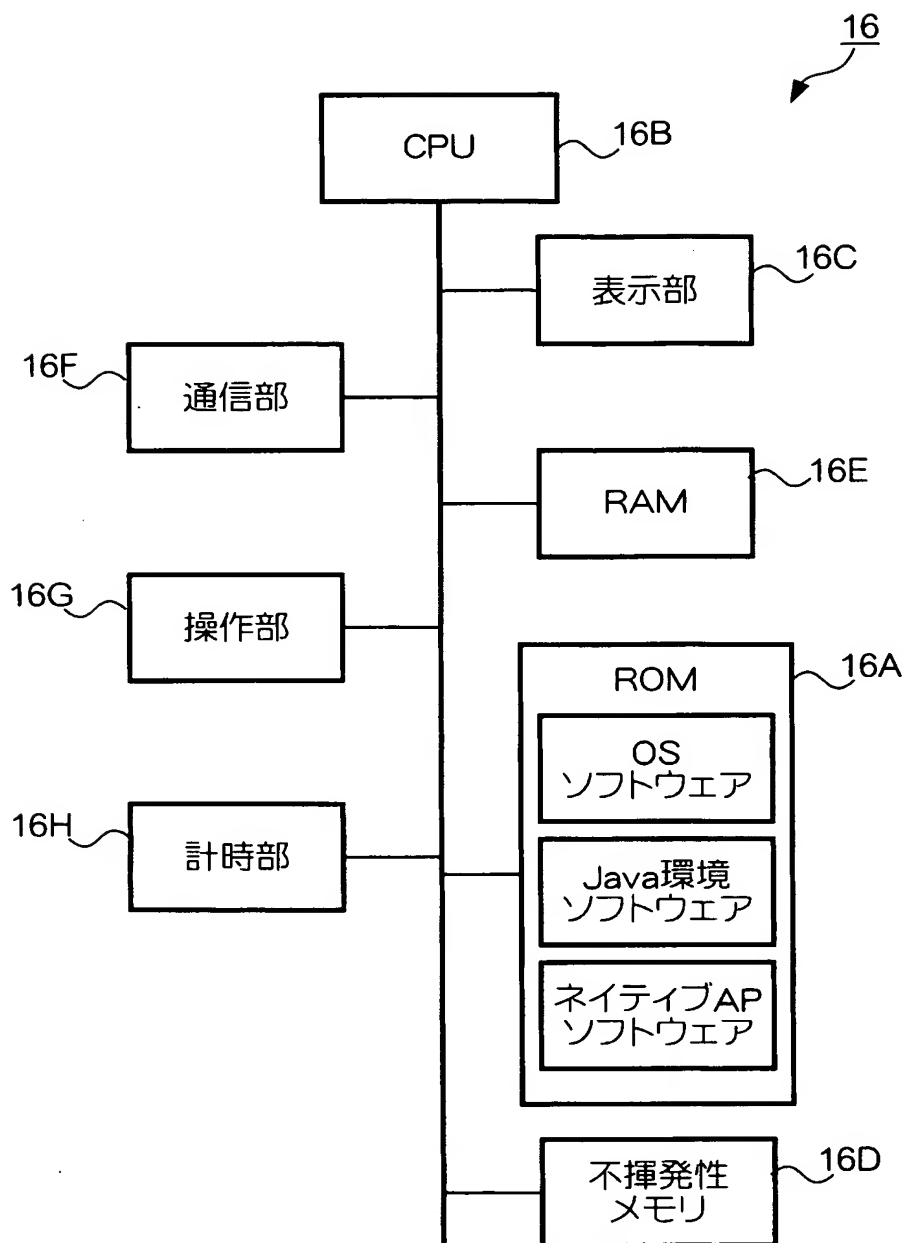 16
CPU
16B
表示部
16C
16F
通信部
RAM
16E
16G
操作部
16A
ROM
OS
ソフトウェア
16H
計時部
Java環境
ソフトウェア
ネイティブAP
ソフトウェア
不揮発性
メモリ
16D